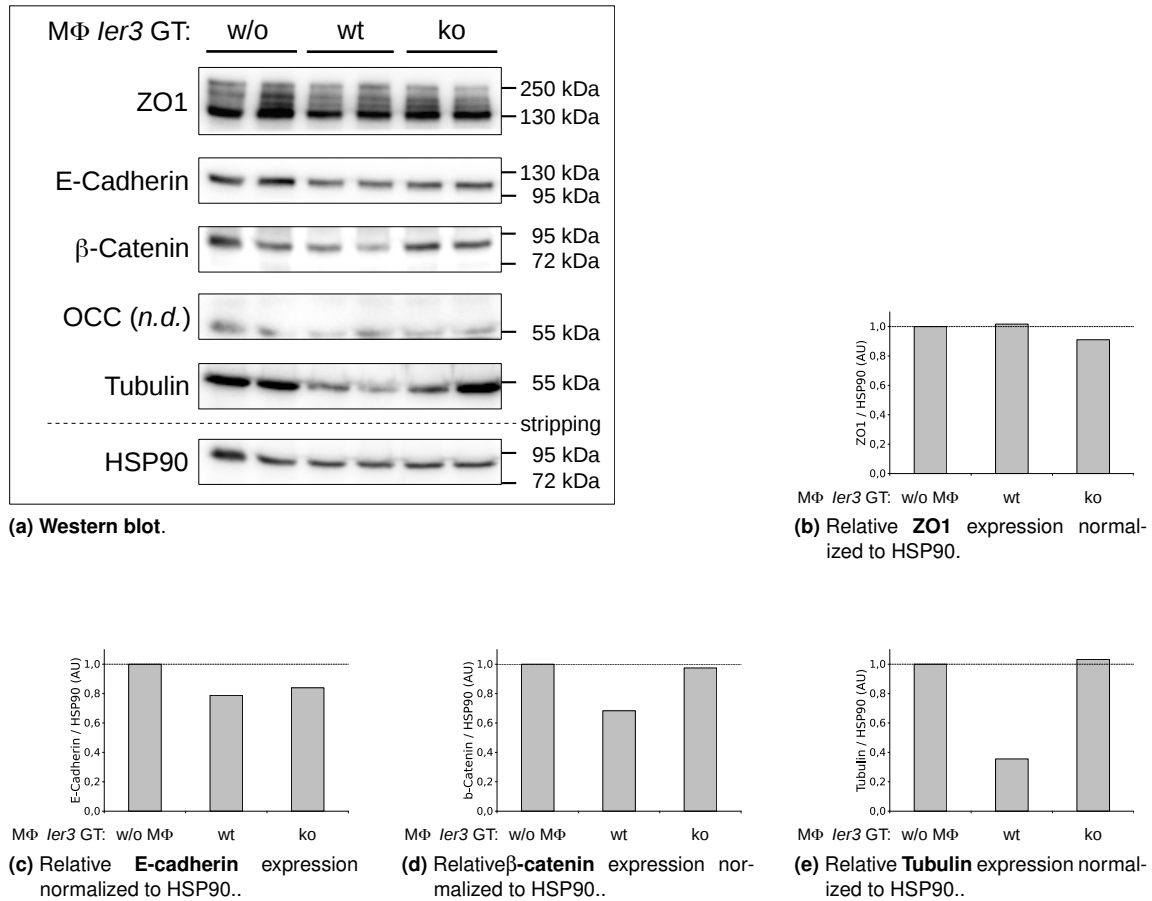 MΦ Ier3 GT: w/o wt ko
ZO1
250 kDa
130 kDa
E-Cadherin
130 kDa
95 kDa
β-Catenin
95 kDa
72 kDa
OCC (n.d.)
55 kDa
Tubulin
55 kDa
stripping
HSP90
95 kDa
72 kDa
(a) Western blot.
ZO1 / HSP90 (AU)
1,0
0,8
0,6
0,4
0,2
0,0
MΦ Ier3 GT: w/o MΦ wt ko
(b) Relative ZO1 expression normal-
ized to HSP90.
E-Cadherin / HSP90 (AU)
1,0
0,8
0,6
0,4
0,2
0,0
MΦ Ier3 GT: w/o MΦ wt ko
(c) Relative E-cadherin expression
normalized to HSP90..
b-Catenin / HSP90 (AU)
1,0
0,8
0,6
0,4
0,2
0,0
MΦ Ier3 GT: w/o MΦ wt ko
(d) Relativeβ-catenin expression nor-
malized to HSP90..
Tubulin / HSP90 (AU)
1,0
0,8
0,6
0,4
0,2
0,0
MΦ Ier3 GT: w/o MΦ wt ko
(e) Relative Tubulin expression normal-
ized to HSP90..